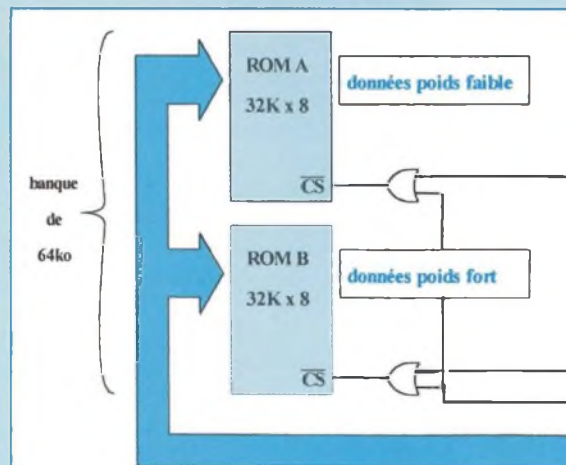 ROM A
32K x 8
CS
données poids faible
banque
de
64ko
ROM B
32K x 8
CS
données poids fort